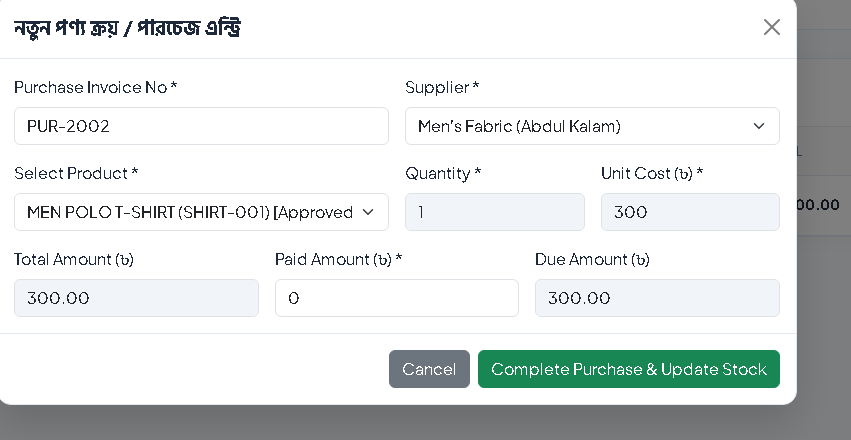 নতুন পণ্য ক্রয় / পারচেজ এন্ট্রি
Purchase Invoice No *
Supplier *
PUR-2002
Men's Fabric (Abdul Kalam)
Select Product *
Quantity *
Unit Cost (৳) *
MEN POLO T-SHIRT (SHIRT-001) [Approved
1
300
00.00
Total Amount (৳)
Paid Amount (৳) *
Due Amount (৳)
300.00
0
300.00
Cancel
Complete Purchase & Update Stock